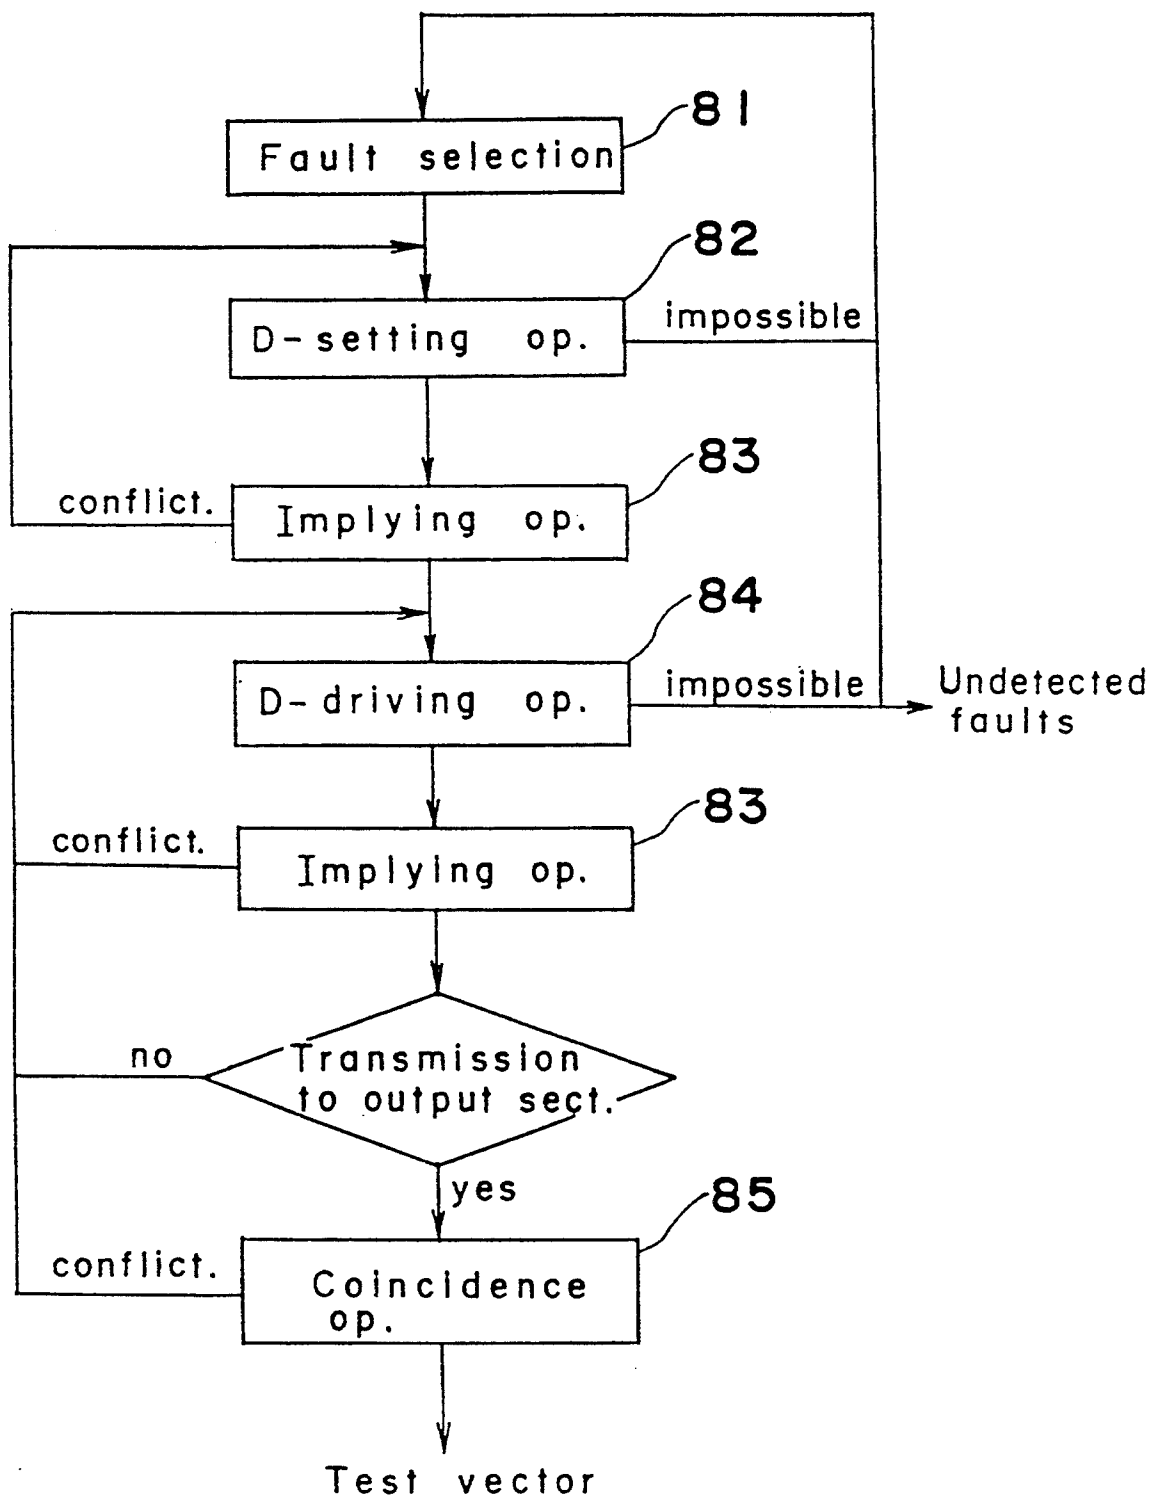 81
Fault selection
82
D-setting op.
impossible
83
conflict.
Implying op.
84
D-driving op.
impossible
Undetected
faults
83
conflict.
Implying op.
no
Transmission
to output sect.
yes
85
conflict.
Coincidence
op.
Test vector